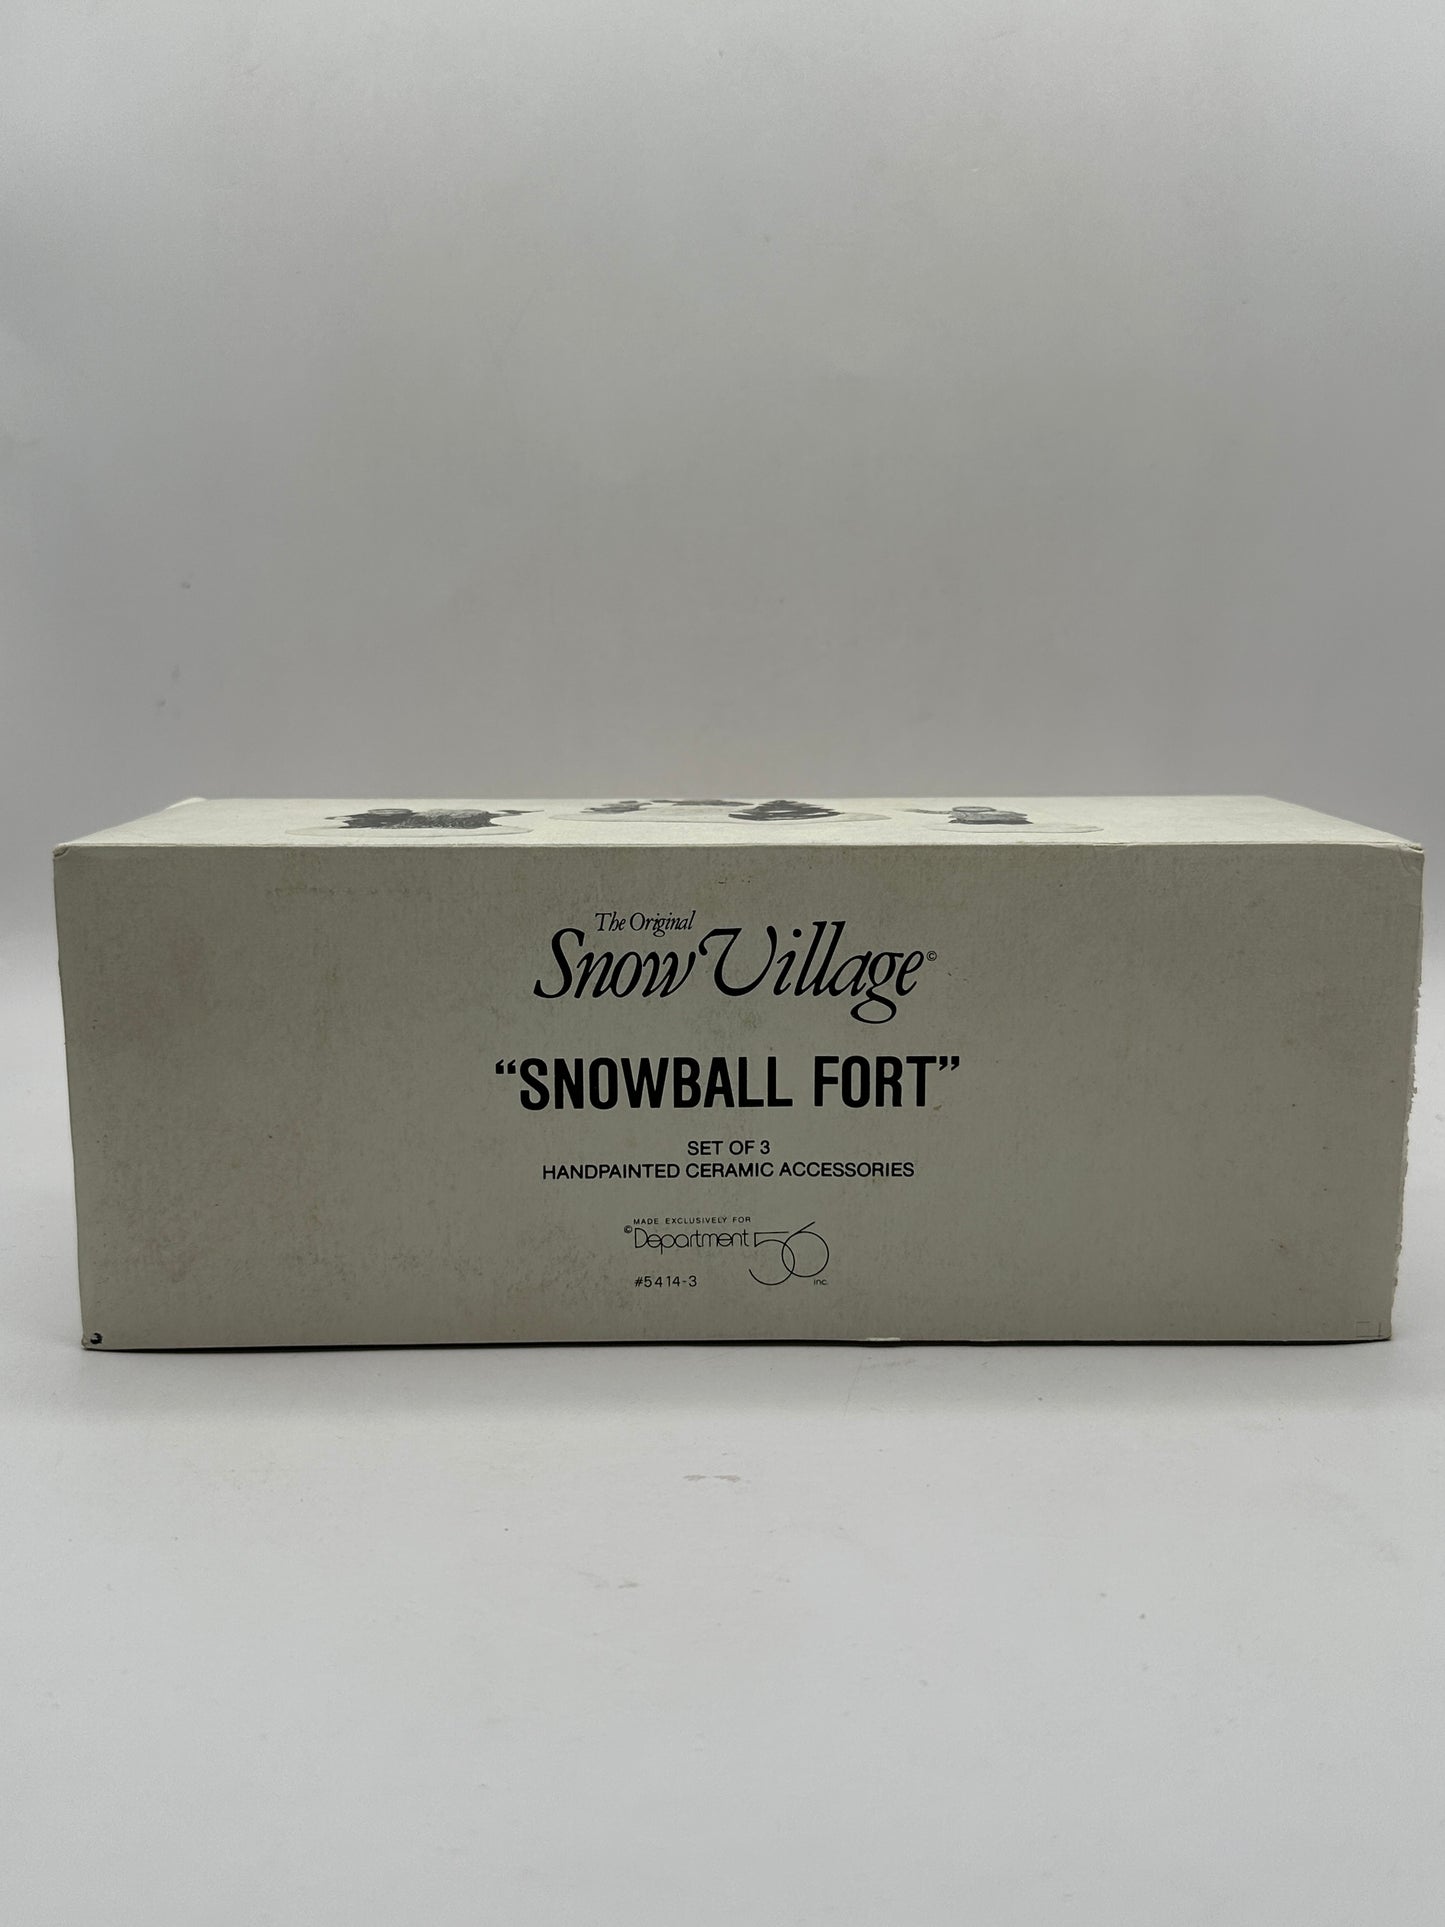 The Original
Snow Village©
“SNOWBALL FORT”
SET OF 3
HANDPAINTED CERAMIC ACCESSORIES
MADE EXCLUSIVELY FOR
©Department 56 inc.
#5414-3